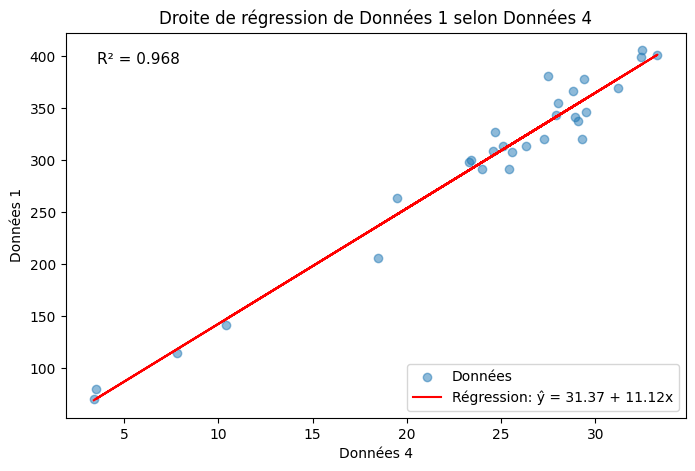 Droite de régression de Données 1 selon Données 4
R² = 0.968
400
350
300
250
200
150
100
Données 1
5
10
15
20
25
30
Données 4
Données
Régression: ŷ = 31.37 + 11.12x